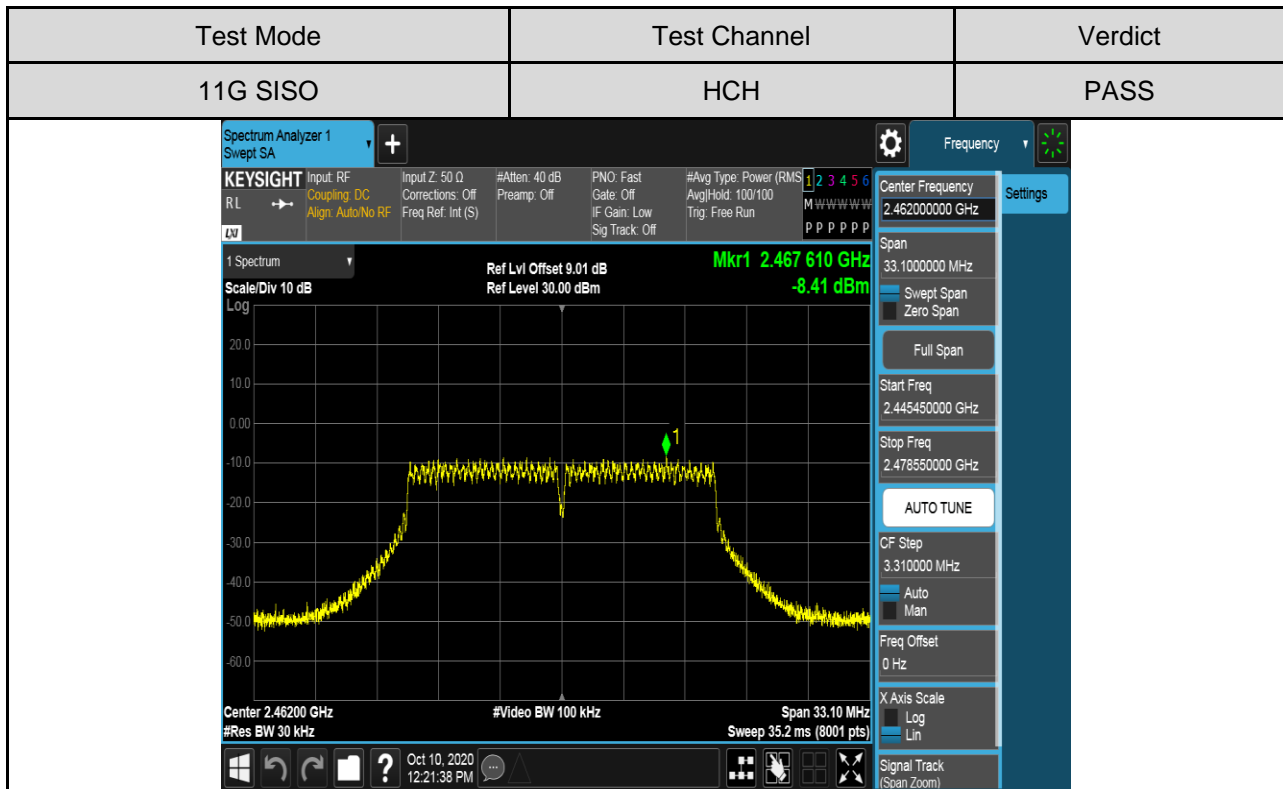 Test Mode Test Channel Verdict
11G SISO HCH PASS
Spectrum Analyzer 1
Swept SA
+
Frequency
KEYSIGHT Input: RF Input Z: 50 Ω #Atten: 40 dB PNO: Fast #Avg Type: Power (RMS 1 2 3 4 5 6
RL Coupling: DC Corrections: Off Preamp: Off Gate: Off Avg|Hold: 100/100 M W W W W W
Align: Auto/No RF Freq Ref: Int (S) IF Gain: Low Trig: Free Run
LXI Sig Track: Off P P P P P P
1 Spectrum Ref Lvl Offset 9.01 dB Mkr1 2.467 610 GHz
Scale/Div 10 dB Ref Level 30.00 dBm -8.41 dBm
Log
20.0
10.0
0.00
1
-10.0
-20.0
-30.0
-40.0
-50.0
-60.0
Center 2.46200 GHz #Video BW 100 kHz Span 33.10 MHz
#Res BW 30 kHz Sweep 35.2 ms (8001 pts)
? Oct 10, 2020
12:21:38 PM
Center Frequency
2.462000000 GHz
Settings
Span
33.1000000 MHz
Swept Span
Zero Span
Full Span
Start Freq
2.445450000 GHz
Stop Freq
2.478550000 GHz
AUTO TUNE
CF Step
3.310000 MHz
Auto
Man
Freq Offset
0 Hz
X Axis Scale
Log
Lin
Signal Track
(Span Zoom)